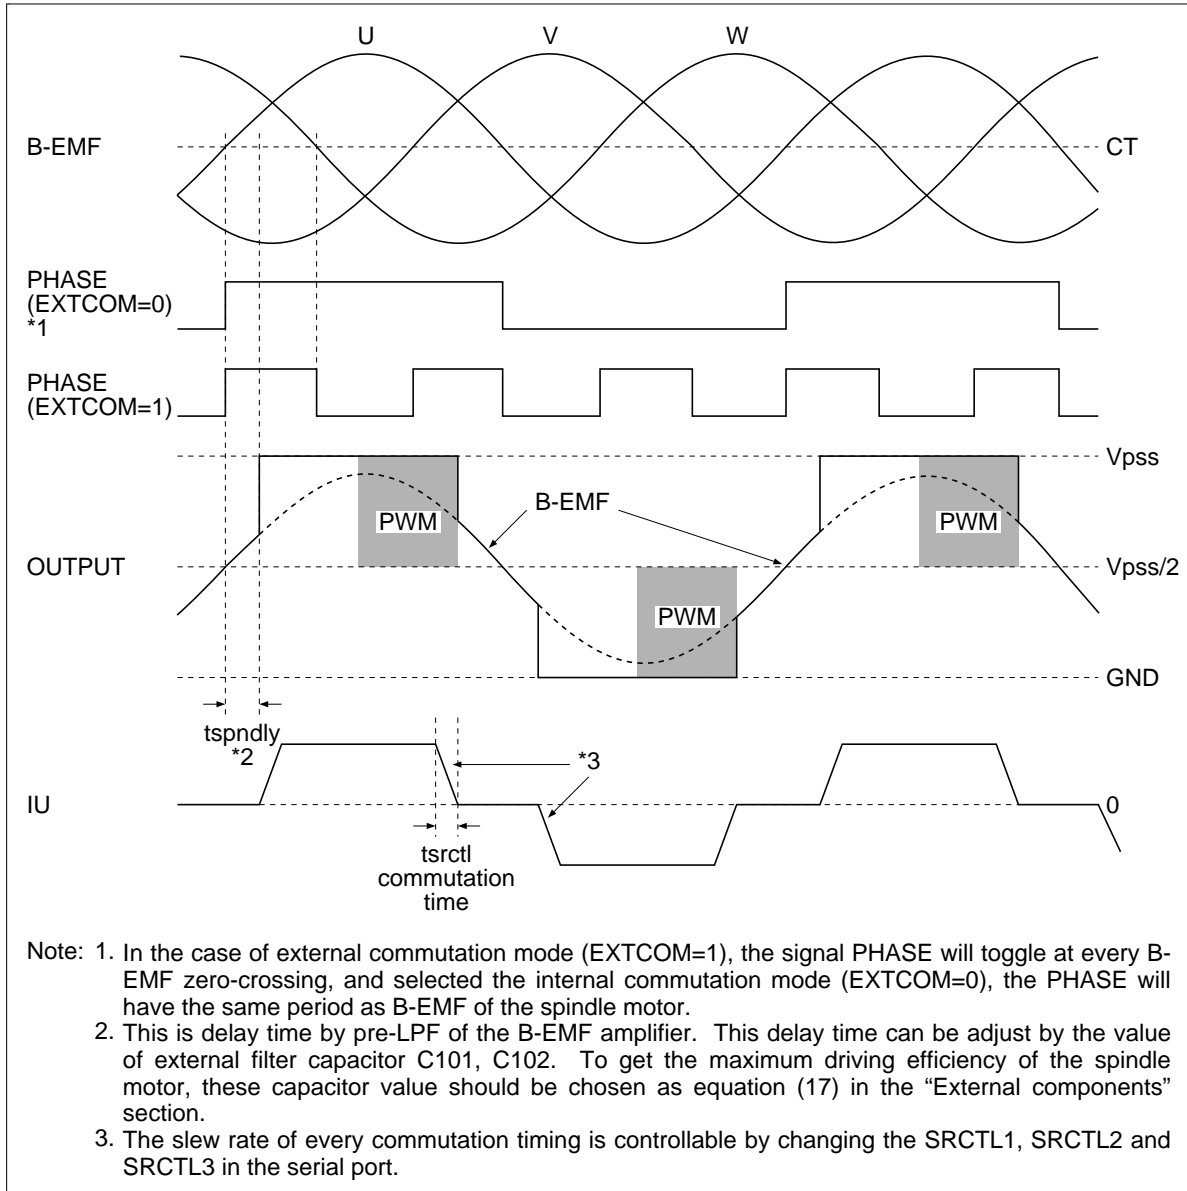 U V W
B-EMF CT
PHASE
(EXTCOM=0)
*1
PHASE
(EXTCOM=1)
Vpss
B-EMF
PWM PWM
OUTPUT Vpss/2
PWM
GND
tspndly
*2
*3
IU 0
tsrctl
commutation
time
Note: 1. In the case of external commutation mode (EXTCOM=1), the signal PHASE will toggle at every B-
EMF zero-crossing, and selected the internal commutation mode (EXTCOM=0), the PHASE will
have the same period as B-EMF of the spindle motor.
2. This is delay time by pre-LPF of the B-EMF amplifier. This delay time can be adjust by the value
of external filter capacitor C101, C102. To get the maximum driving efficiency of the spindle
motor, these capacitor value should be chosen as equation (17) in the “External components”
section.
3. The slew rate of every commutation timing is controllable by changing the SRCTL1, SRCTL2 and
SRCTL3 in the serial port.